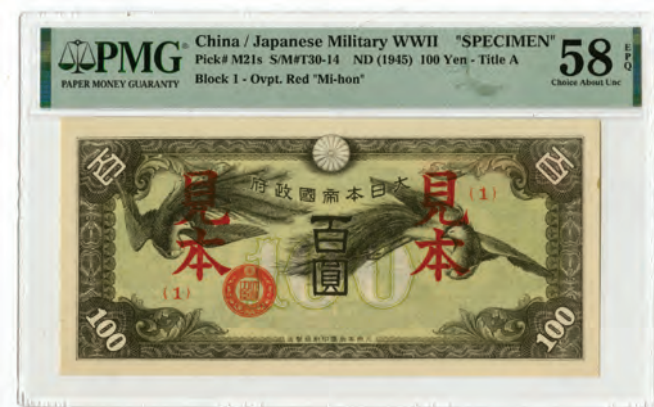 PMG
PAPER MONEY GUARANTY
China / Japanese Military WWII "SPECIMEN"
Pick# M21s S/M#T30-14 ND (1945) 100 Yen - Title A
Block 1 - Ovpt. Red "Mi-hon"
58 EPQ
Choice About Unc
府政國帝本日大
見本
見本
(1)
(1)
百圓
100
100
100